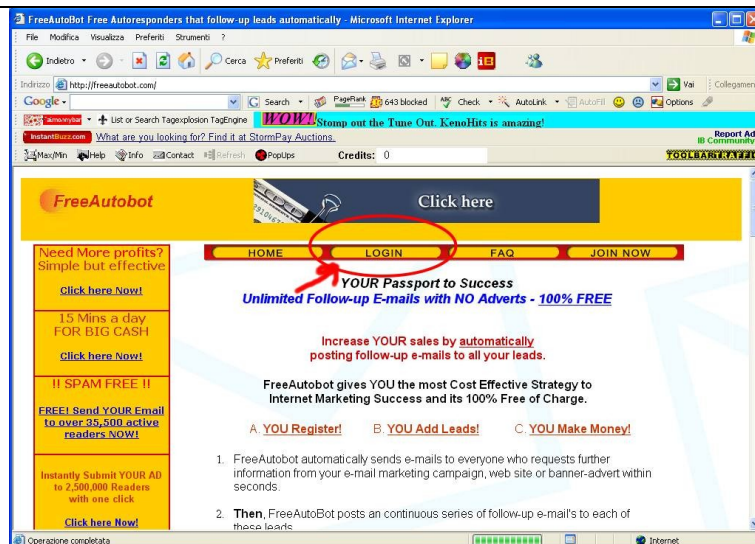 FreeAutoBot Free Autoresponders that follow-up leads automatically - Microsoft Internet Explorer
File Modifica Visualizza Preferiti Strumenti ?
Indietro Cerca Preferiti
Indirizzo http://freeautobot.com/ Vai Collegamen
Google Search PageRank 643 blocked Check AutoLink AutoFill Options
List or Search Tagexplosion TagEngine WOW! Stomp out the Tune Out. KenoHits is amazing!
InstantBuzz.com What are you looking for? Find it at StormPay Auctions. Report Ad
IB Community
Max/Min Help Info Contact Refresh PopUps Credits: 0 TOOLBARTRAFFIC
FreeAutobot
Click here
HOME LOGIN FAQ JOIN NOW
Need More profits?
Simple but effective
Click here Now!
15 Mins a day
FOR BIG CASH
Click here Now!
!! SPAM FREE !!
FREE! Send YOUR Email
to over 35,500 active
readers NOW!
Instantly Submit YOUR AD
to 2,500,000 Readers
with one click
Click here Now!
YOUR Passport to Success
Unlimited Follow-up E-mails with NO Adverts - 100% FREE
Increase YOUR sales by automatically
posting follow-up e-mails to all your leads.
FreeAutobot gives YOU the most Cost Effective Strategy to
Internet Marketing Success and its 100% Free of Charge.
A. YOU Register! B. YOU Add Leads! C. YOU Make Money!
1. FreeAutobot automatically sends e-mails to everyone who requests further
information from your e-mail marketing campaign, web site or banner-advert within
seconds.
2. Then, FreeAutoBot posts an continuous series of follow-up e-mail's to each of
these leads
Operazione completata Internet